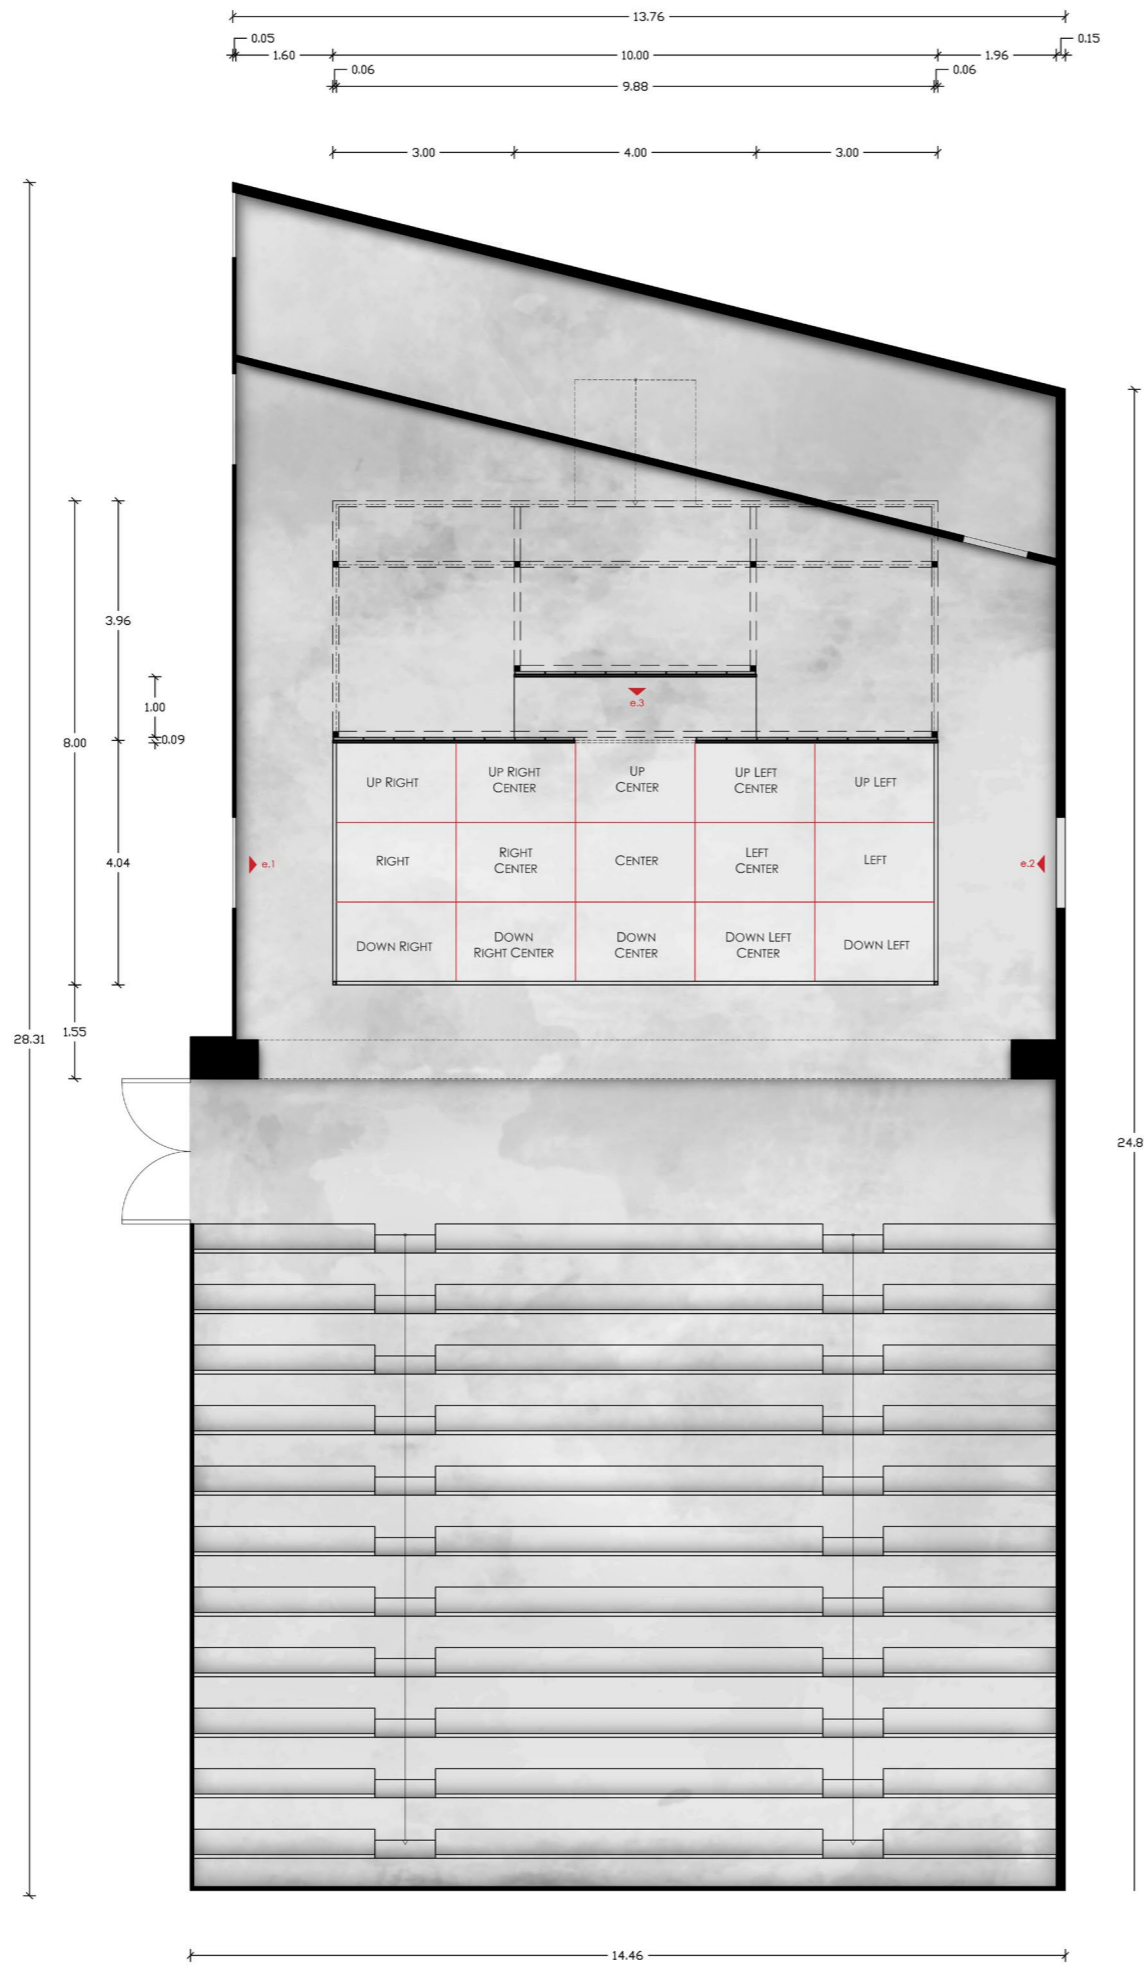 13.76
0.05
0.15
1.60
10.00
1.96
0.06
0.06
9.88
3.00
4.00
3.00
3.96
1.00
e.3
0.09
8.00
UP RIGHT
UP RIGHT
CENTER
UP
CENTER
UP LEFT
CENTER
UP LEFT
4.04
e.1
RIGHT
RIGHT
CENTER
CENTER
LEFT
CENTER
LEFT
e.2
DOWN RIGHT
DOWN
RIGHT CENTER
DOWN
CENTER
DOWN LEFT
CENTER
DOWN LEFT
1.55
28.31
24.8
14.46